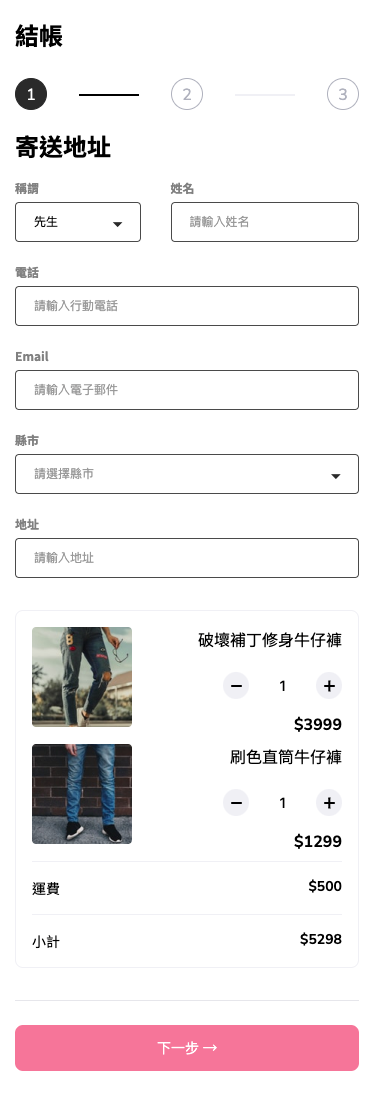 結帳
1 2 3
寄送地址
稱謂 姓名
先生 請輸入姓名
電話
請輸入行動電話
Email
請輸入電子郵件
縣市
請選擇縣市
地址
請輸入地址
破壞補丁修身牛仔褲
− 1 +
$3999
刷色直筒牛仔褲
− 1 +
$1299
運費 $500
小計 $5298
下一步 →